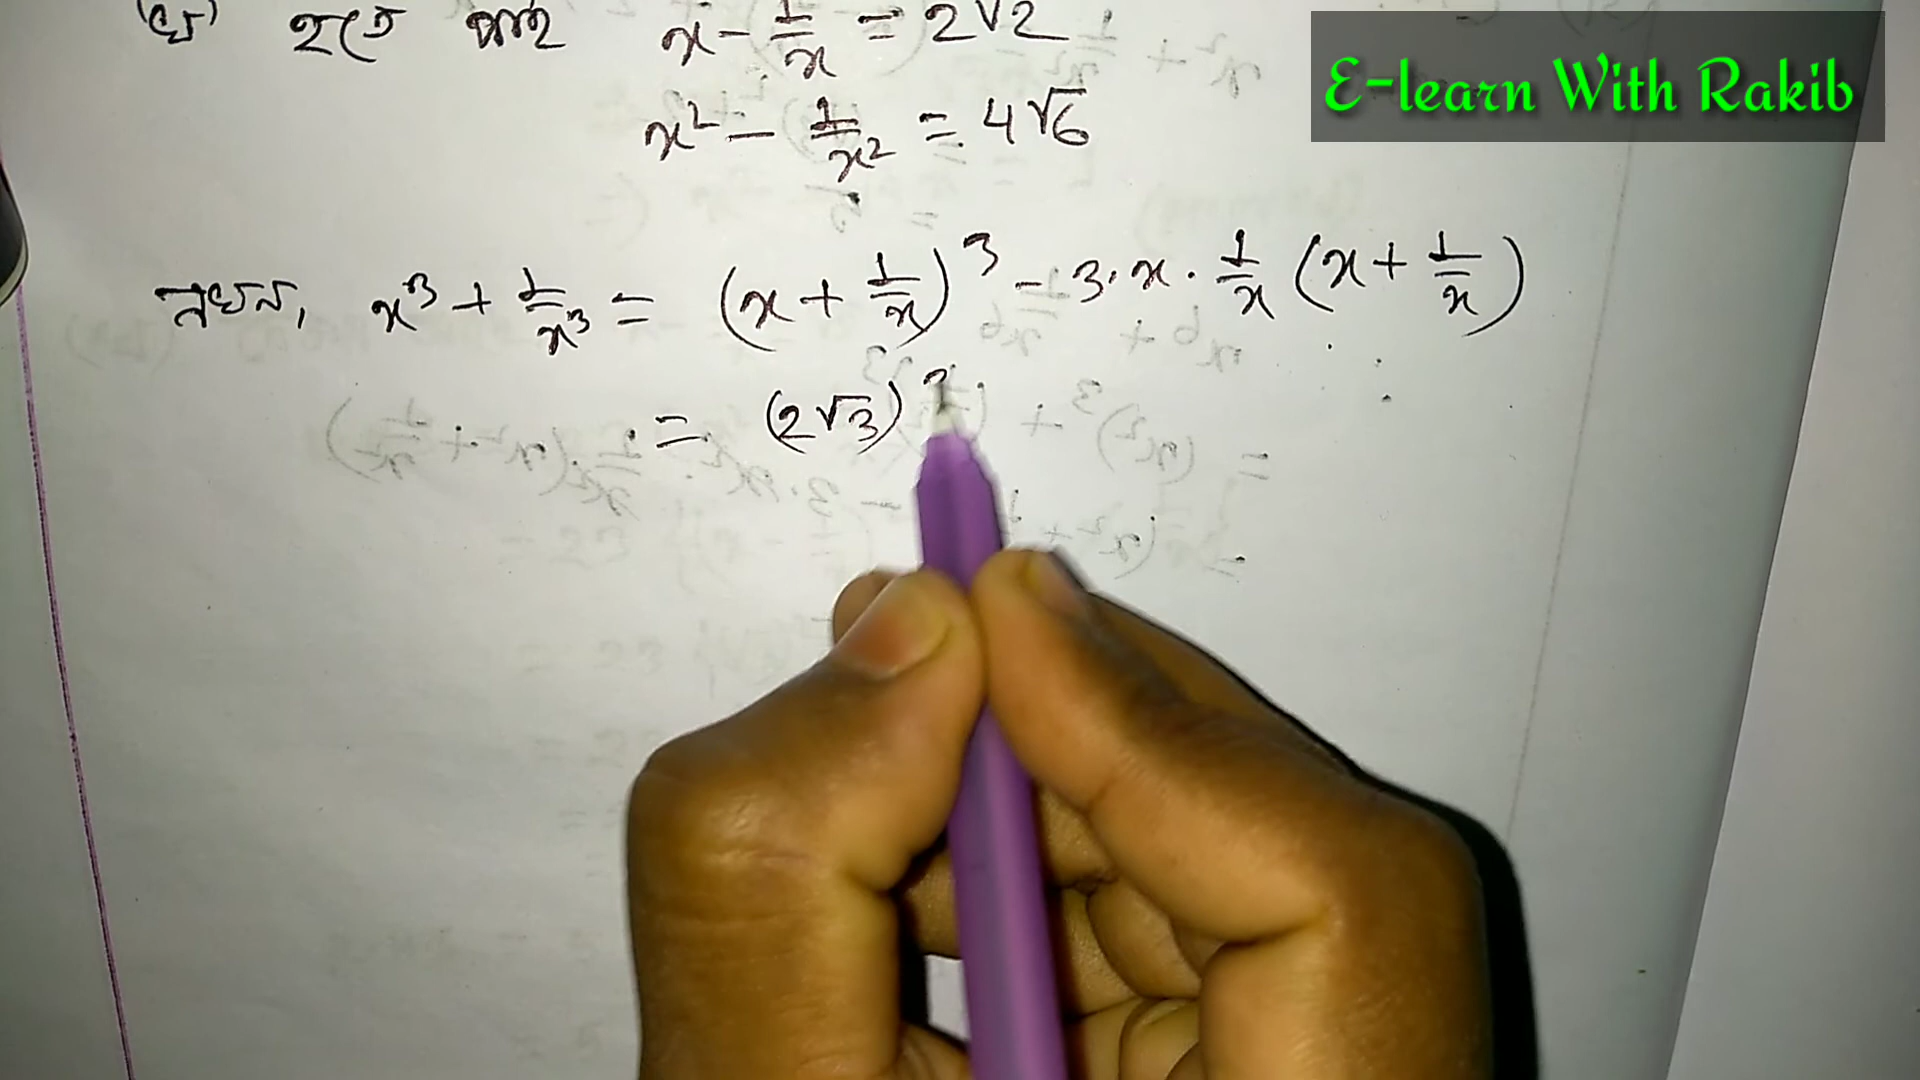 (খ) হতে পাই x - 1/x = 2√2
x² - 1/x² = 4√6
এখন, x³ + 1/x³ = (x + 1/x)³ - 3·x·1/x (x + 1/x)
= (2√3)³
E-learn With Rakib